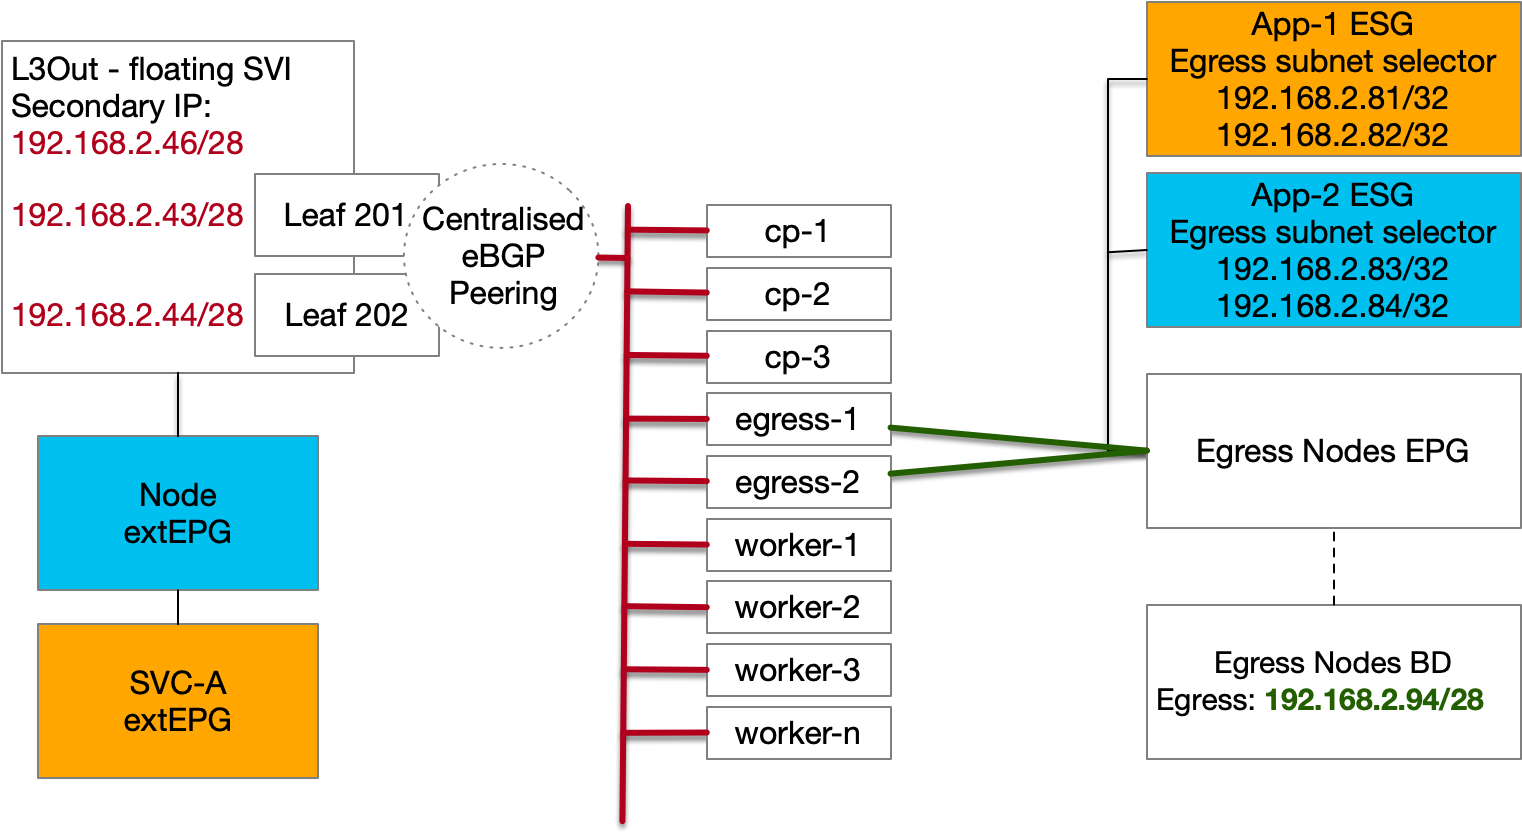 L3Out - floating SVI
Secondary IP:
192.168.2.46/28
192.168.2.43/28
Leaf 201
192.168.2.44/28
Leaf 202
Centralised
eBGP
Peering
Node
extEPG
SVC-A
extEPG
cp-1
cp-2
cp-3
egress-1
egress-2
worker-1
worker-2
worker-3
worker-n
App-1 ESG
Egress subnet selector
192.168.2.81/32
192.168.2.82/32
App-2 ESG
Egress subnet selector
192.168.2.83/32
192.168.2.84/32
Egress Nodes EPG
Egress Nodes BD
Egress: 192.168.2.94/28